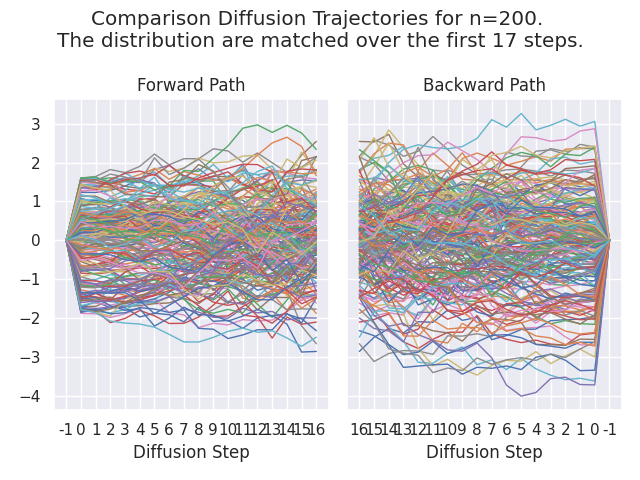 Comparison Diffusion Trajectories for n=200.
The distribution are matched over the first 17 steps.
Forward Path
Backward Path
3
2
1
0
−1
−2
−3
−4
-1 0 1 2 3 4 5 6 7 8 9 10 11 12 13 14 15 16
16 15 14 13 12 11 10 9 8 7 6 5 4 3 2 1 0 -1
Diffusion Step
Diffusion Step